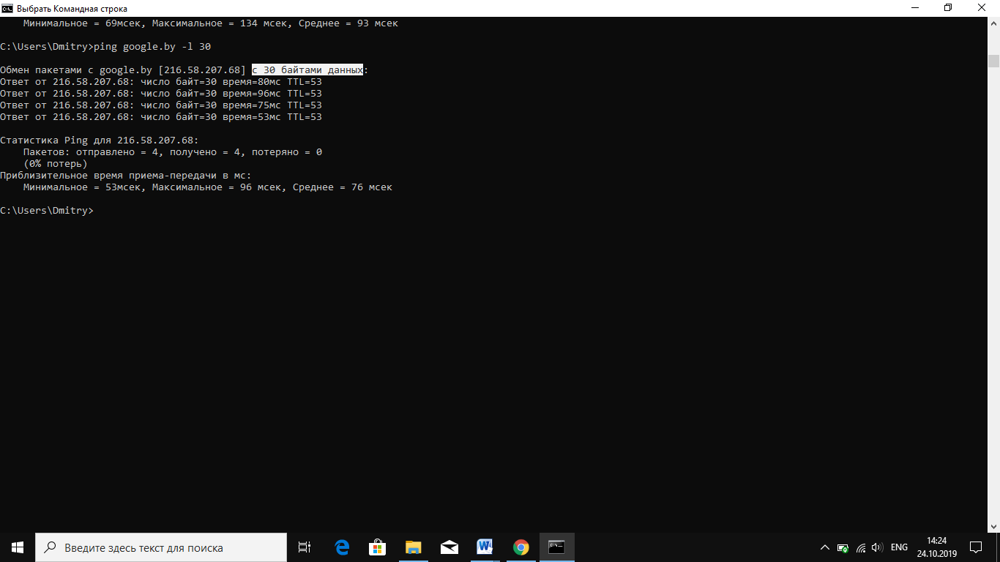 Выбрать Командная строка
Минимальное = 69мсек, Максимальное = 134 мсек, Среднее = 93 мсек
C:\Users\Dmitry>ping google.by -l 30
Обмен пакетами с google.by [216.58.207.68] с 30 байтами данных:
Ответ от 216.58.207.68: число байт=30 время=80мс TTL=53
Ответ от 216.58.207.68: число байт=30 время=96мс TTL=53
Ответ от 216.58.207.68: число байт=30 время=75мс TTL=53
Ответ от 216.58.207.68: число байт=30 время=53мс TTL=53
Статистика Ping для 216.58.207.68:
Пакетов: отправлено = 4, получено = 4, потеряно = 0
(0% потерь)
Приблизительное время приема-передачи в мс:
Минимальное = 53мсек, Максимальное = 96 мсек, Среднее = 76 мсек
C:\Users\Dmitry>
Введите здесь текст для поиска
ENG
14:24
24.10.2019